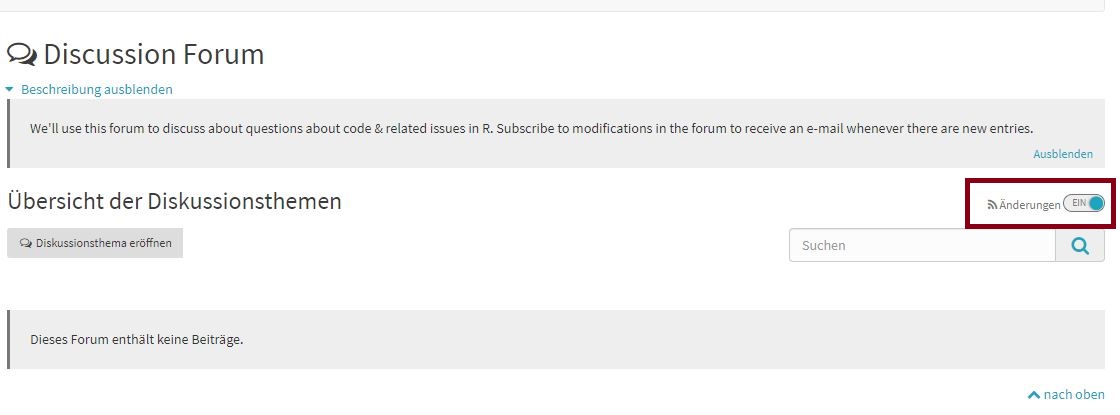 Discussion Forum
Beschreibung ausblenden
We'll use this forum to discuss about questions about code & related issues in R. Subscribe to modifications in the forum to receive an e-mail whenever there are new entries.
Ausblenden
Übersicht der Diskussionsthemen
Änderungen EIN
Diskussionsthema eröffnen
Suchen
Dieses Forum enthält keine Beiträge.
nach oben